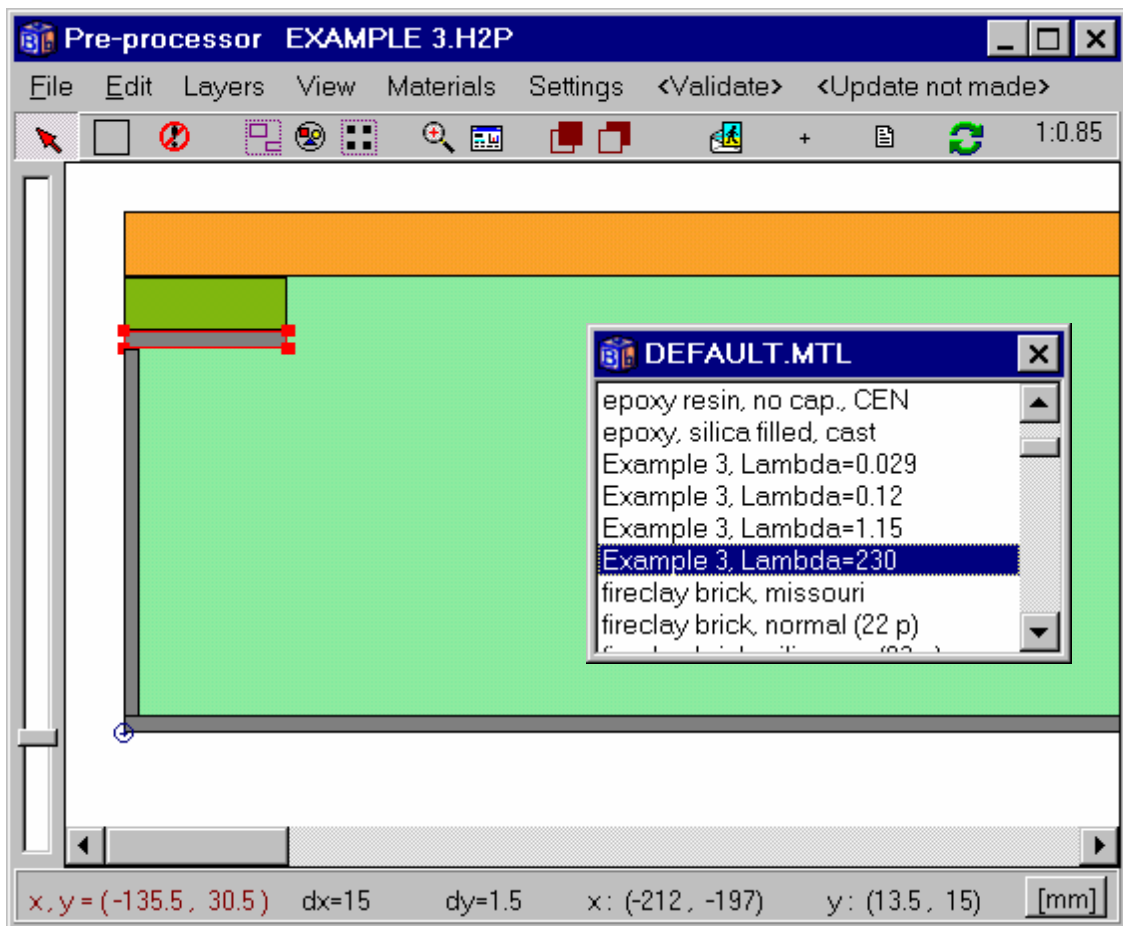 Pre-processor EXAMPLE 3.H2P
File Edit Layers View Materials Settings <Validate> <Update not made>
1:0.85
DEFAULT.MTL
epoxy resin, no cap., CEN
epoxy, silica filled, cast
Example 3, Lambda=0.029
Example 3, Lambda=0.12
Example 3, Lambda=1.15
Example 3, Lambda=230
fireclay brick, missouri
fireclay brick, normal (22 p)
x,y=(-135.5, 30.5) dx=15 dy=1.5 x: (-212, -197) y: (13.5, 15) [mm]